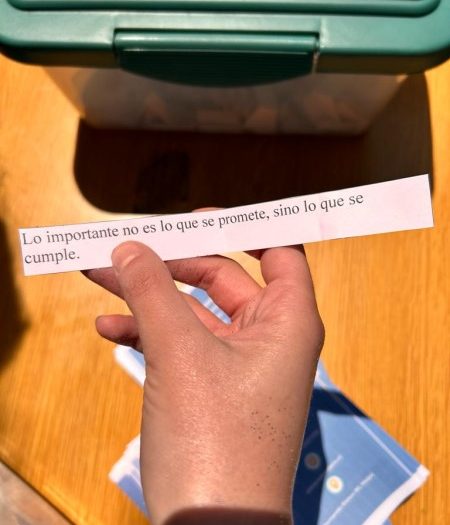 Lo importante no es lo que se promete, sino lo que se
cumple.